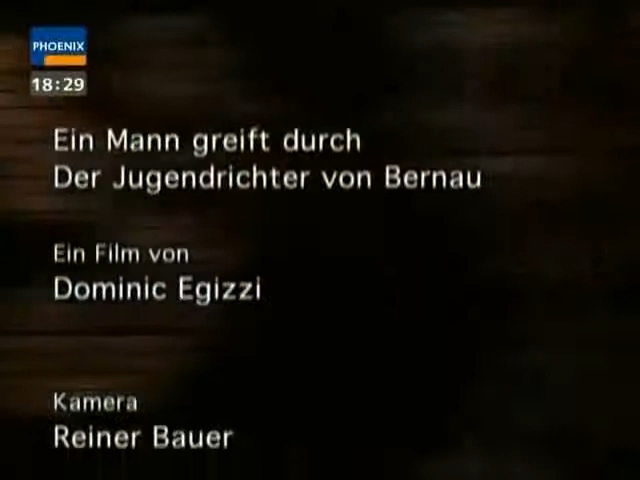 PHOENIX
18:29
Ein Mann greift durch
Der Jugendrichter von Bernau
Ein Film von
Dominic Egizzi
Kamera
Reiner Bauer